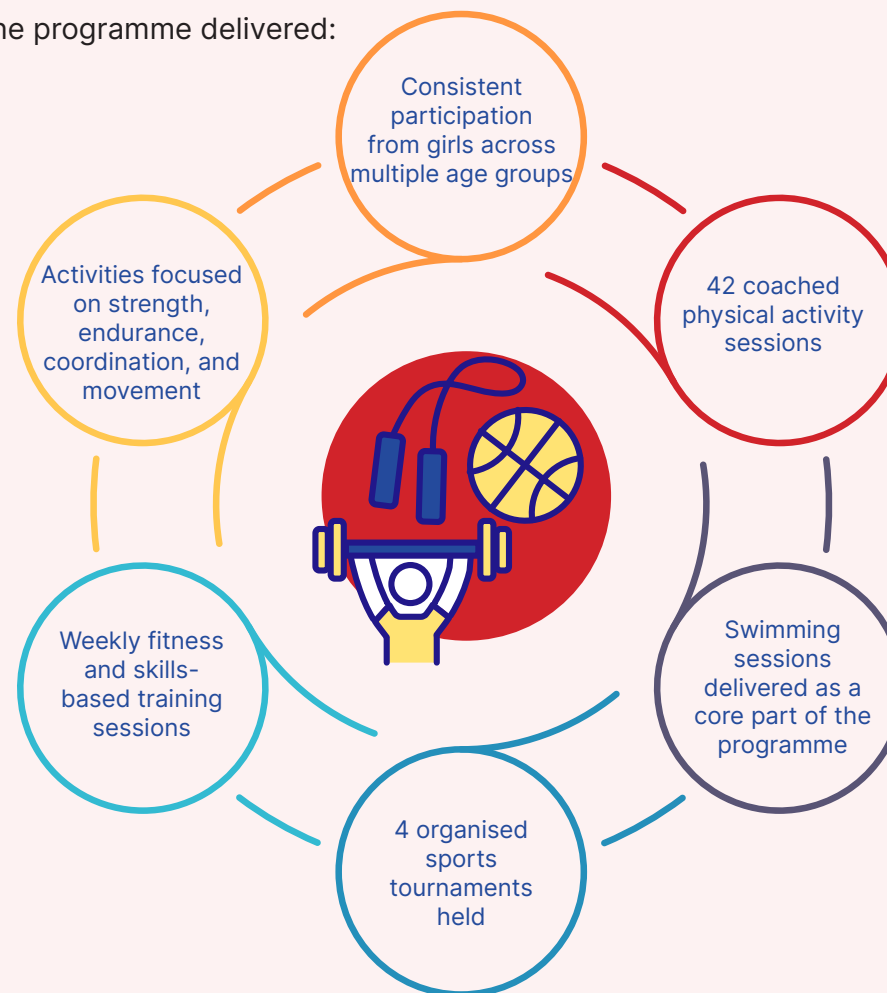 ne programme delivered:
Consistent
participation
from girls across
multiple age groups
42 coached
physical activity
sessions
Swimming
sessions
delivered as a
core part of the
programme
4 organised
sports
tournaments
held
Weekly fitness
and skills-
based training
sessions
Activities focused
on strength,
endurance,
coordination, and
movement